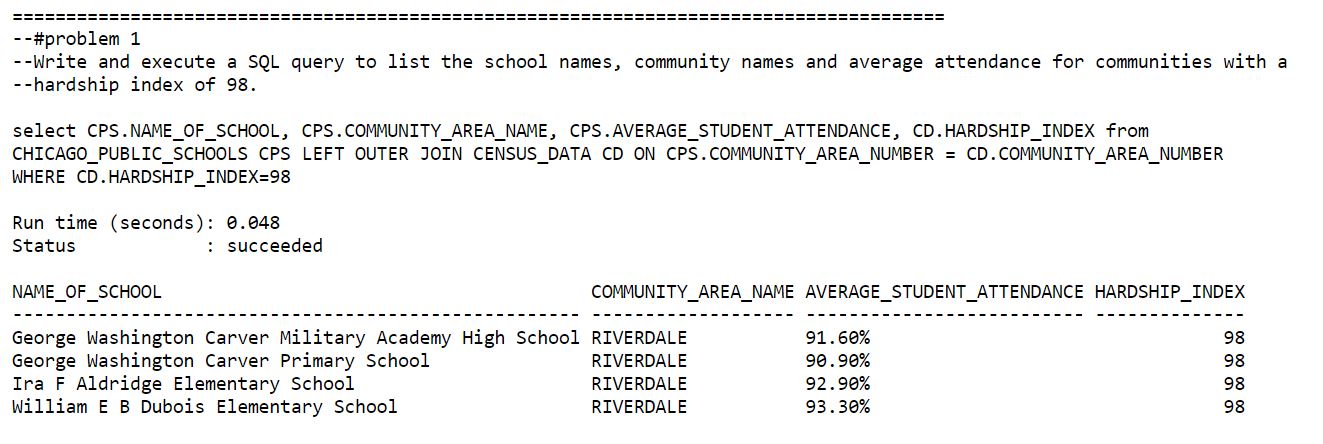 =======================================================================================
--#problem 1
--Write and execute a SQL query to list the school names, community names and average attendance for communities with a
--hardship index of 98.
select CPS.NAME_OF_SCHOOL, CPS.COMMUNITY_AREA_NAME, CPS.AVERAGE_STUDENT_ATTENDANCE, CD.HARDSHIP_INDEX from
CHICAGO_PUBLIC_SCHOOLS CPS LEFT OUTER JOIN CENSUS_DATA CD ON CPS.COMMUNITY_AREA_NUMBER = CD.COMMUNITY_AREA_NUMBER
WHERE CD.HARDSHIP_INDEX=98
Run time (seconds): 0.048
Status            : succeeded
NAME_OF_SCHOOL                                        COMMUNITY_AREA_NAME AVERAGE_STUDENT_ATTENDANCE HARDSHIP_INDEX
----------------------------------------------------- ------------------- -------------------------- --------------
George Washington Carver Military Academy High School RIVERDALE           91.60%                                 98
George Washington Carver Primary School               RIVERDALE           90.90%                                 98
Ira F Aldridge Elementary School                      RIVERDALE           92.90%                                 98
William E B Dubois Elementary School                  RIVERDALE           93.30%                                 98